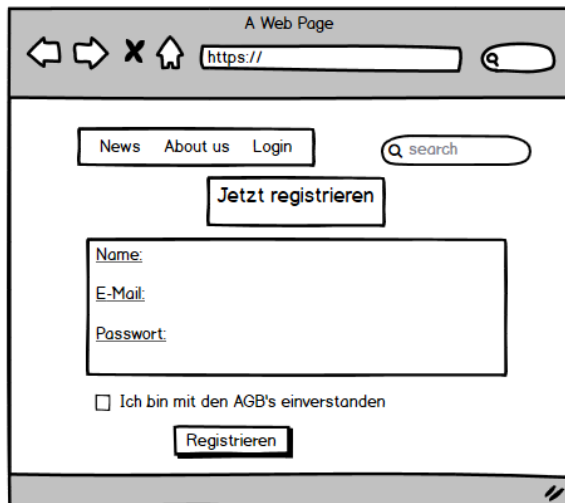 A Web Page
https://
News About us Login
search
Jetzt registrieren
Name:
E-Mail:
Passwort:
Ich bin mit den AGB's einverstanden
Registrieren